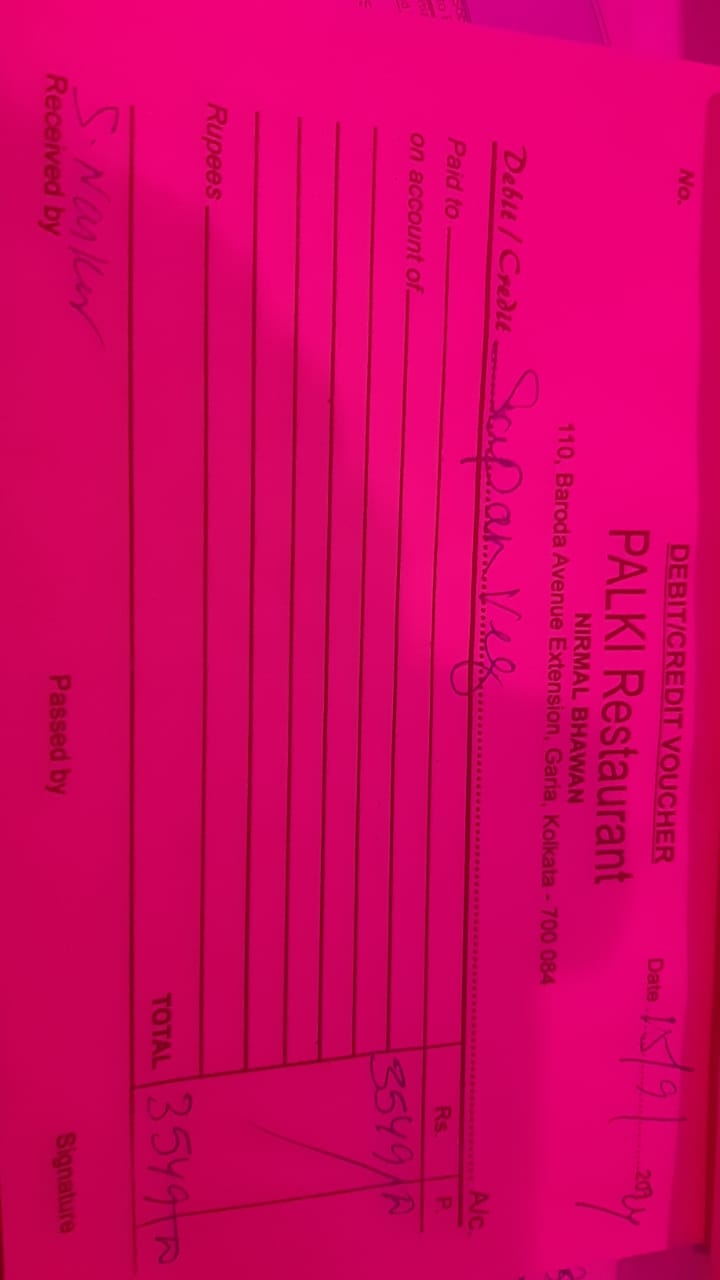 DEBIT/CREDIT VOUCHER
No.
PALKI Restaurant
Date 15/9/2024
NIRMAL BHAWAN
110, Baroda Avenue Extension, Garia, Kolkata - 700 084
Debit / Credit Swapan Veg A/c.
Paid to Rs. P.
on account of 3549/-
Rupees
TOTAL 3549/-
S. Naskar
Received by Passed by Signature